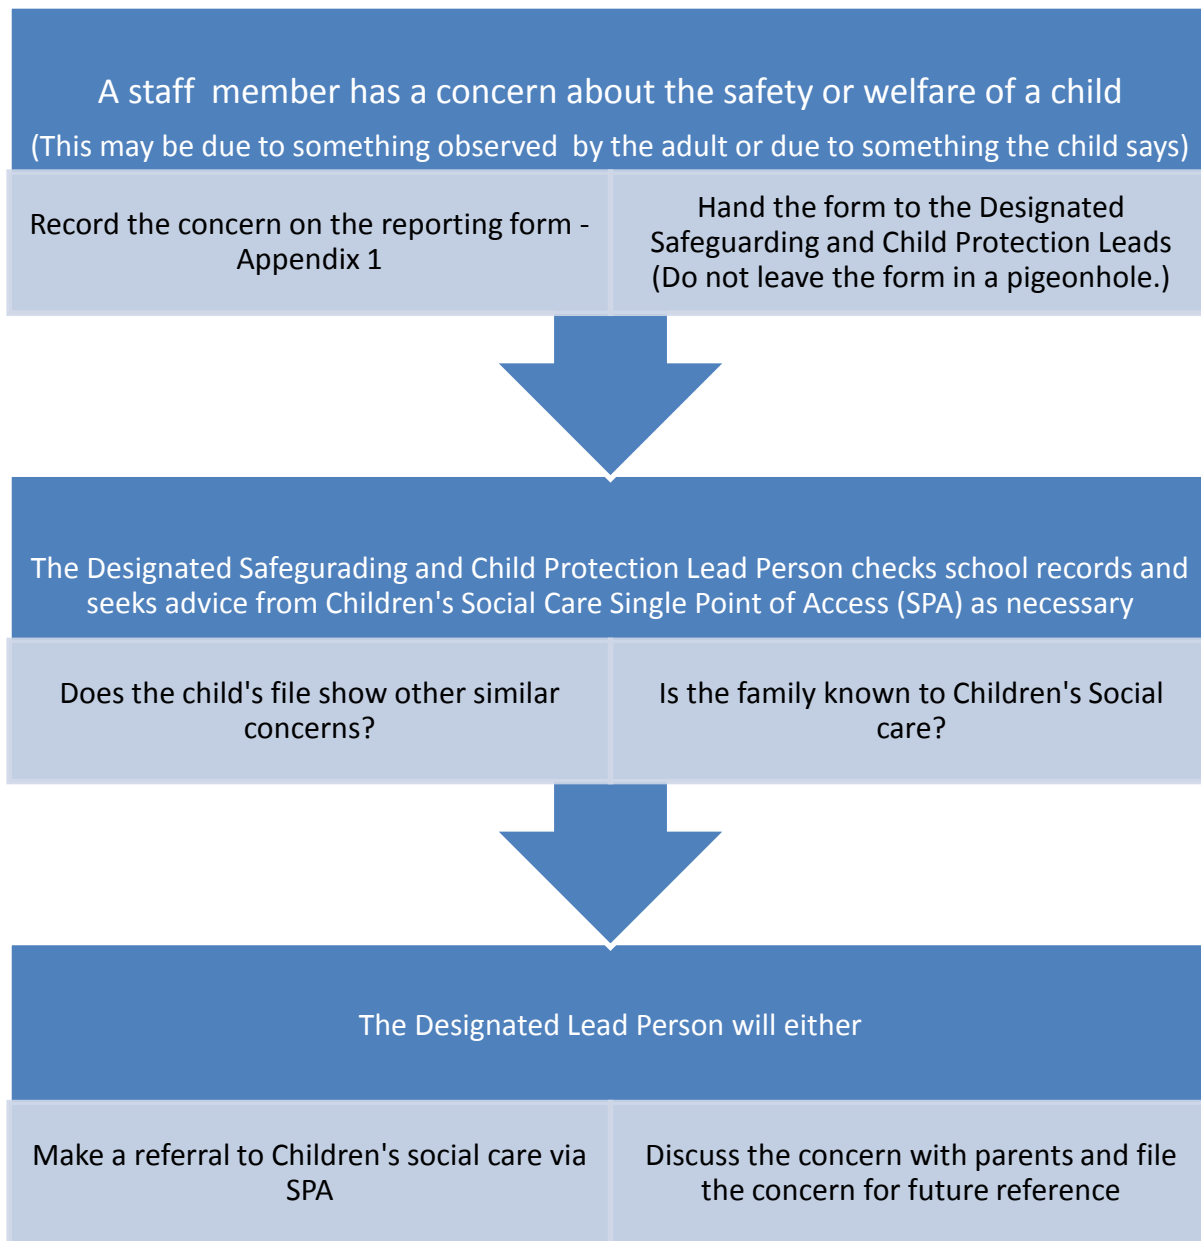 A staff  member has a concern about the safety or welfare of a child
(This may be due to something observed  by the adult or due to something the child says)
Record the concern on the reporting form -
Appendix 1
Hand the form to the Designated
Safeguarding and Child Protection Leads
(Do not leave the form in a pigeonhole.)
The Designated Safegurading and Child Protection Lead Person checks school records and
seeks advice from Children's Social Care Single Point of Access (SPA) as necessary
Does the child's file show other similar
concerns?
Is the family known to Children's Social
care?
The Designated Lead Person will either
Make a referral to Children's social care via
SPA
Discuss the concern with parents and file
the concern for future reference